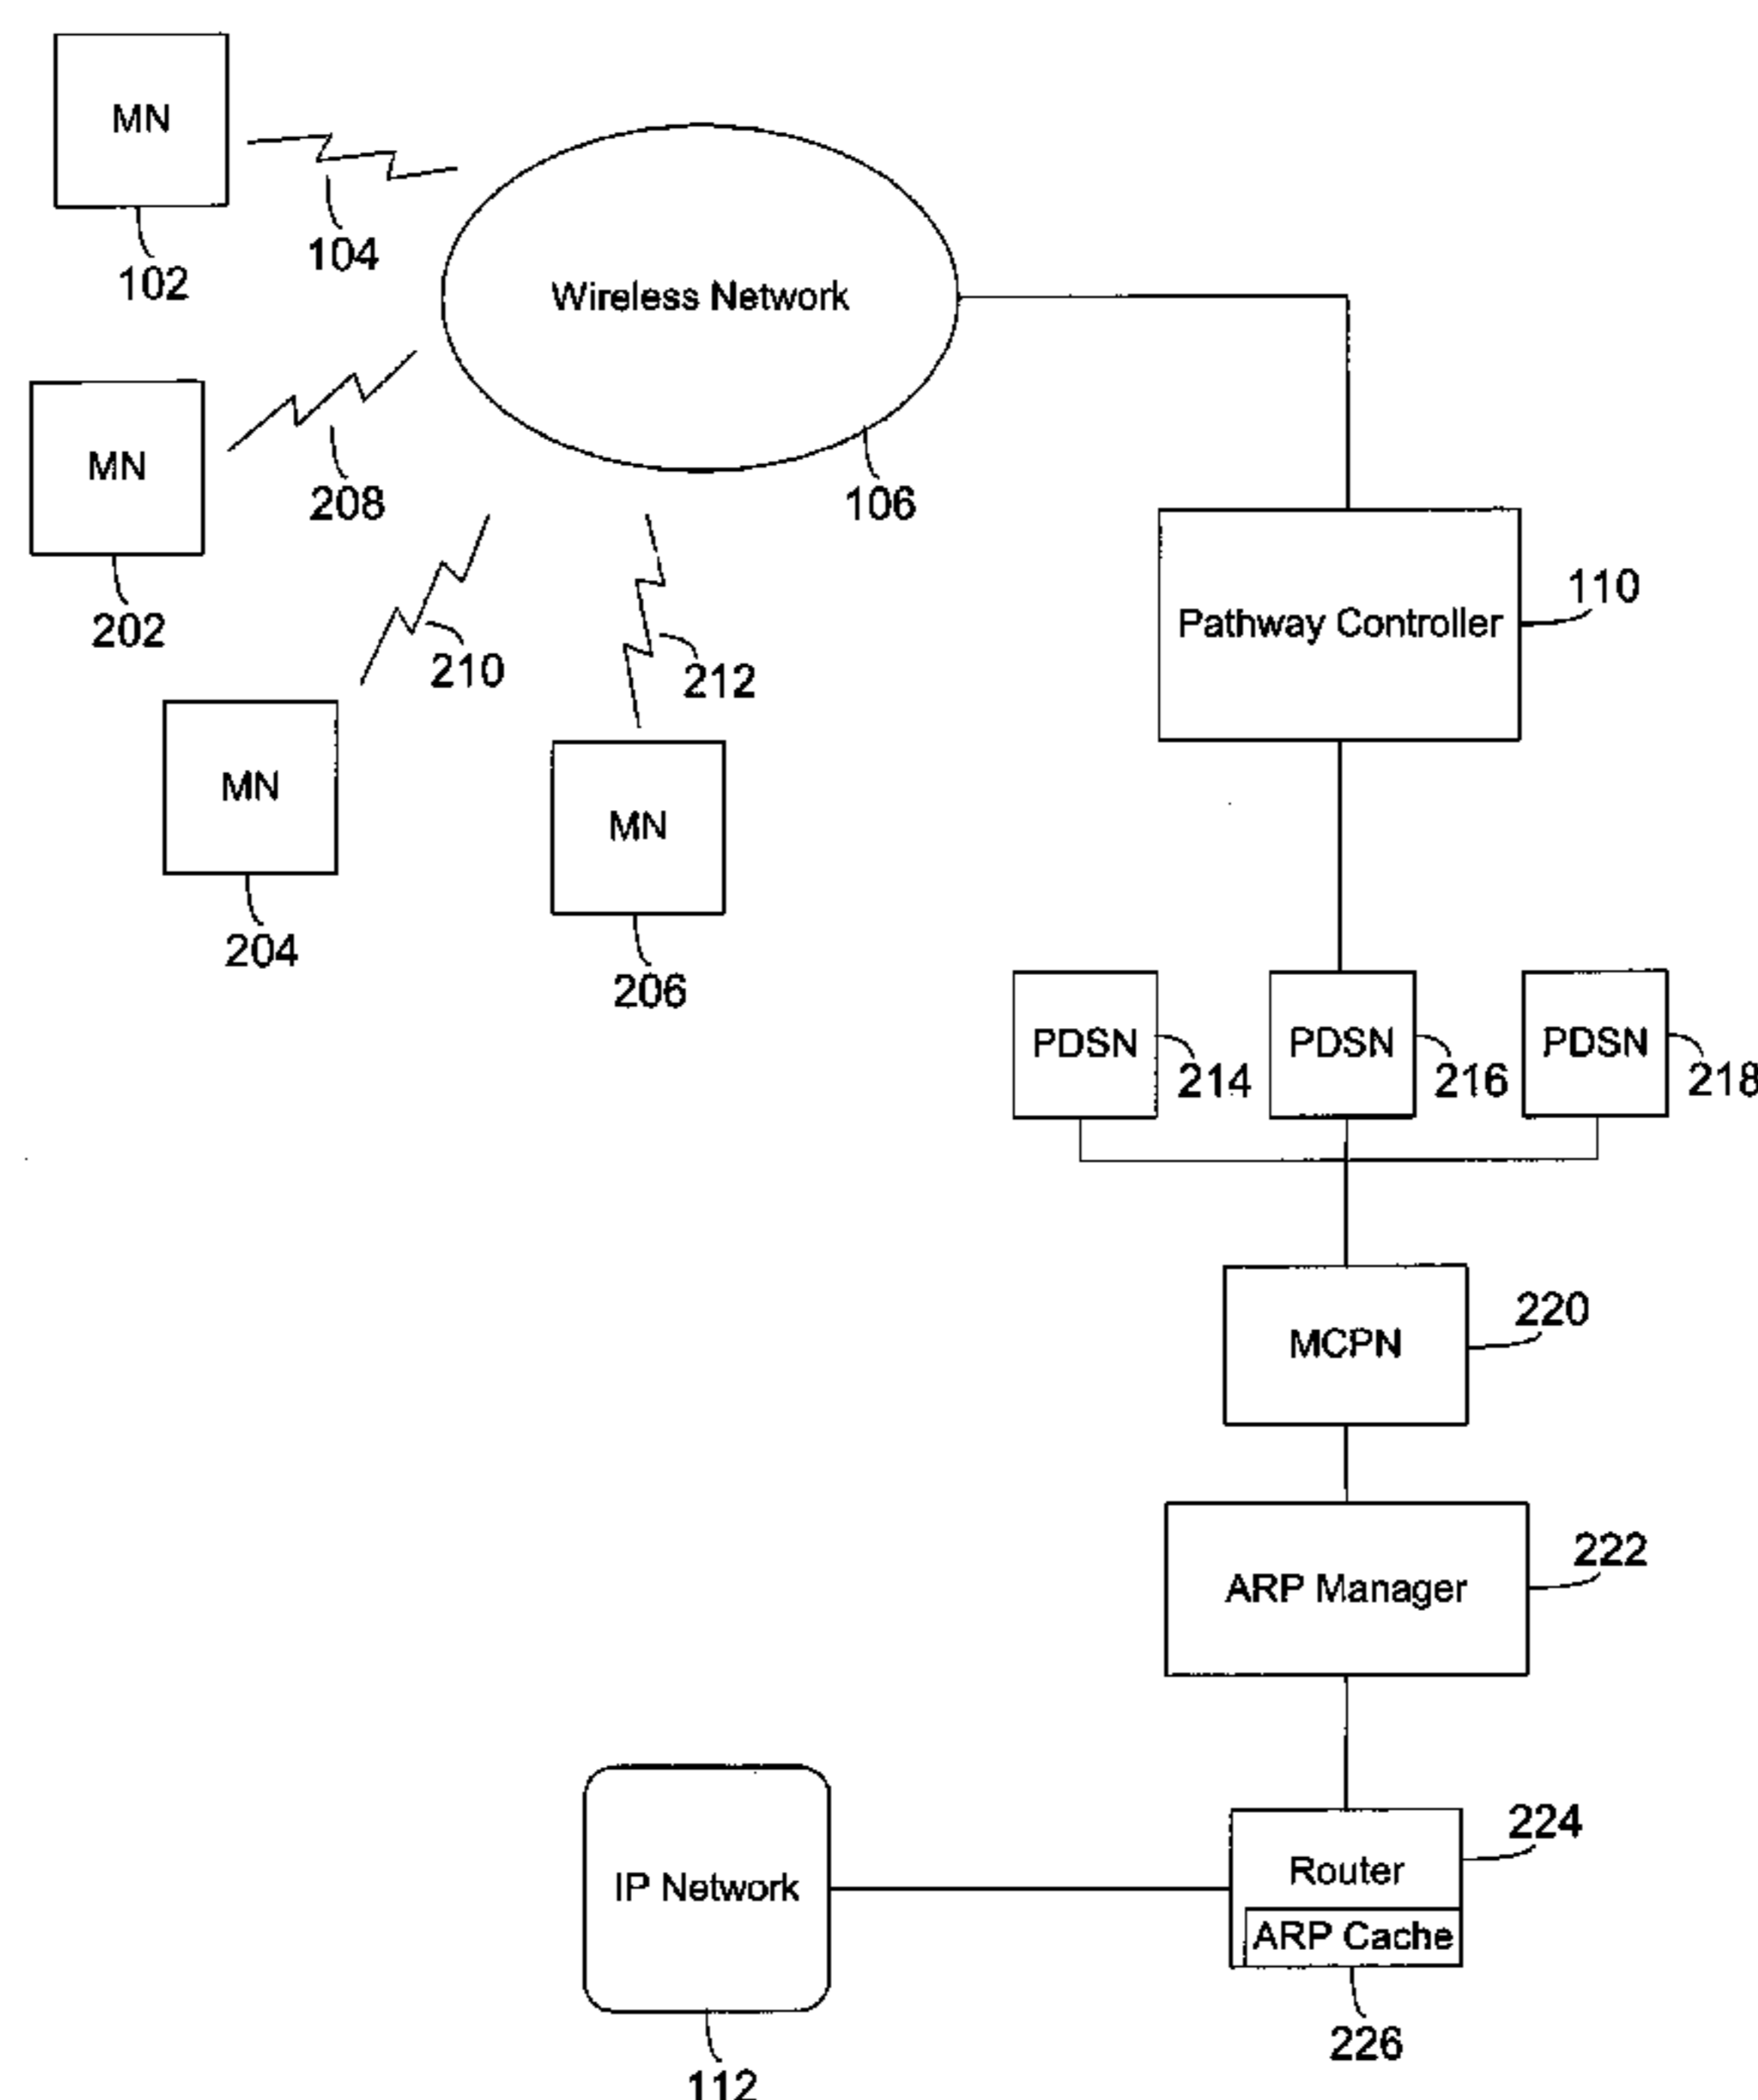 MN
104
102
Wireless Network
106
MN
208
202
210
212
MN
204
MN
206
110
Pathway Controller
PDSN
214
PDSN
216
PDSN
218
220
MCPN
222
ARP Manager
224
Router
ARP Cache
226
IP Network
112